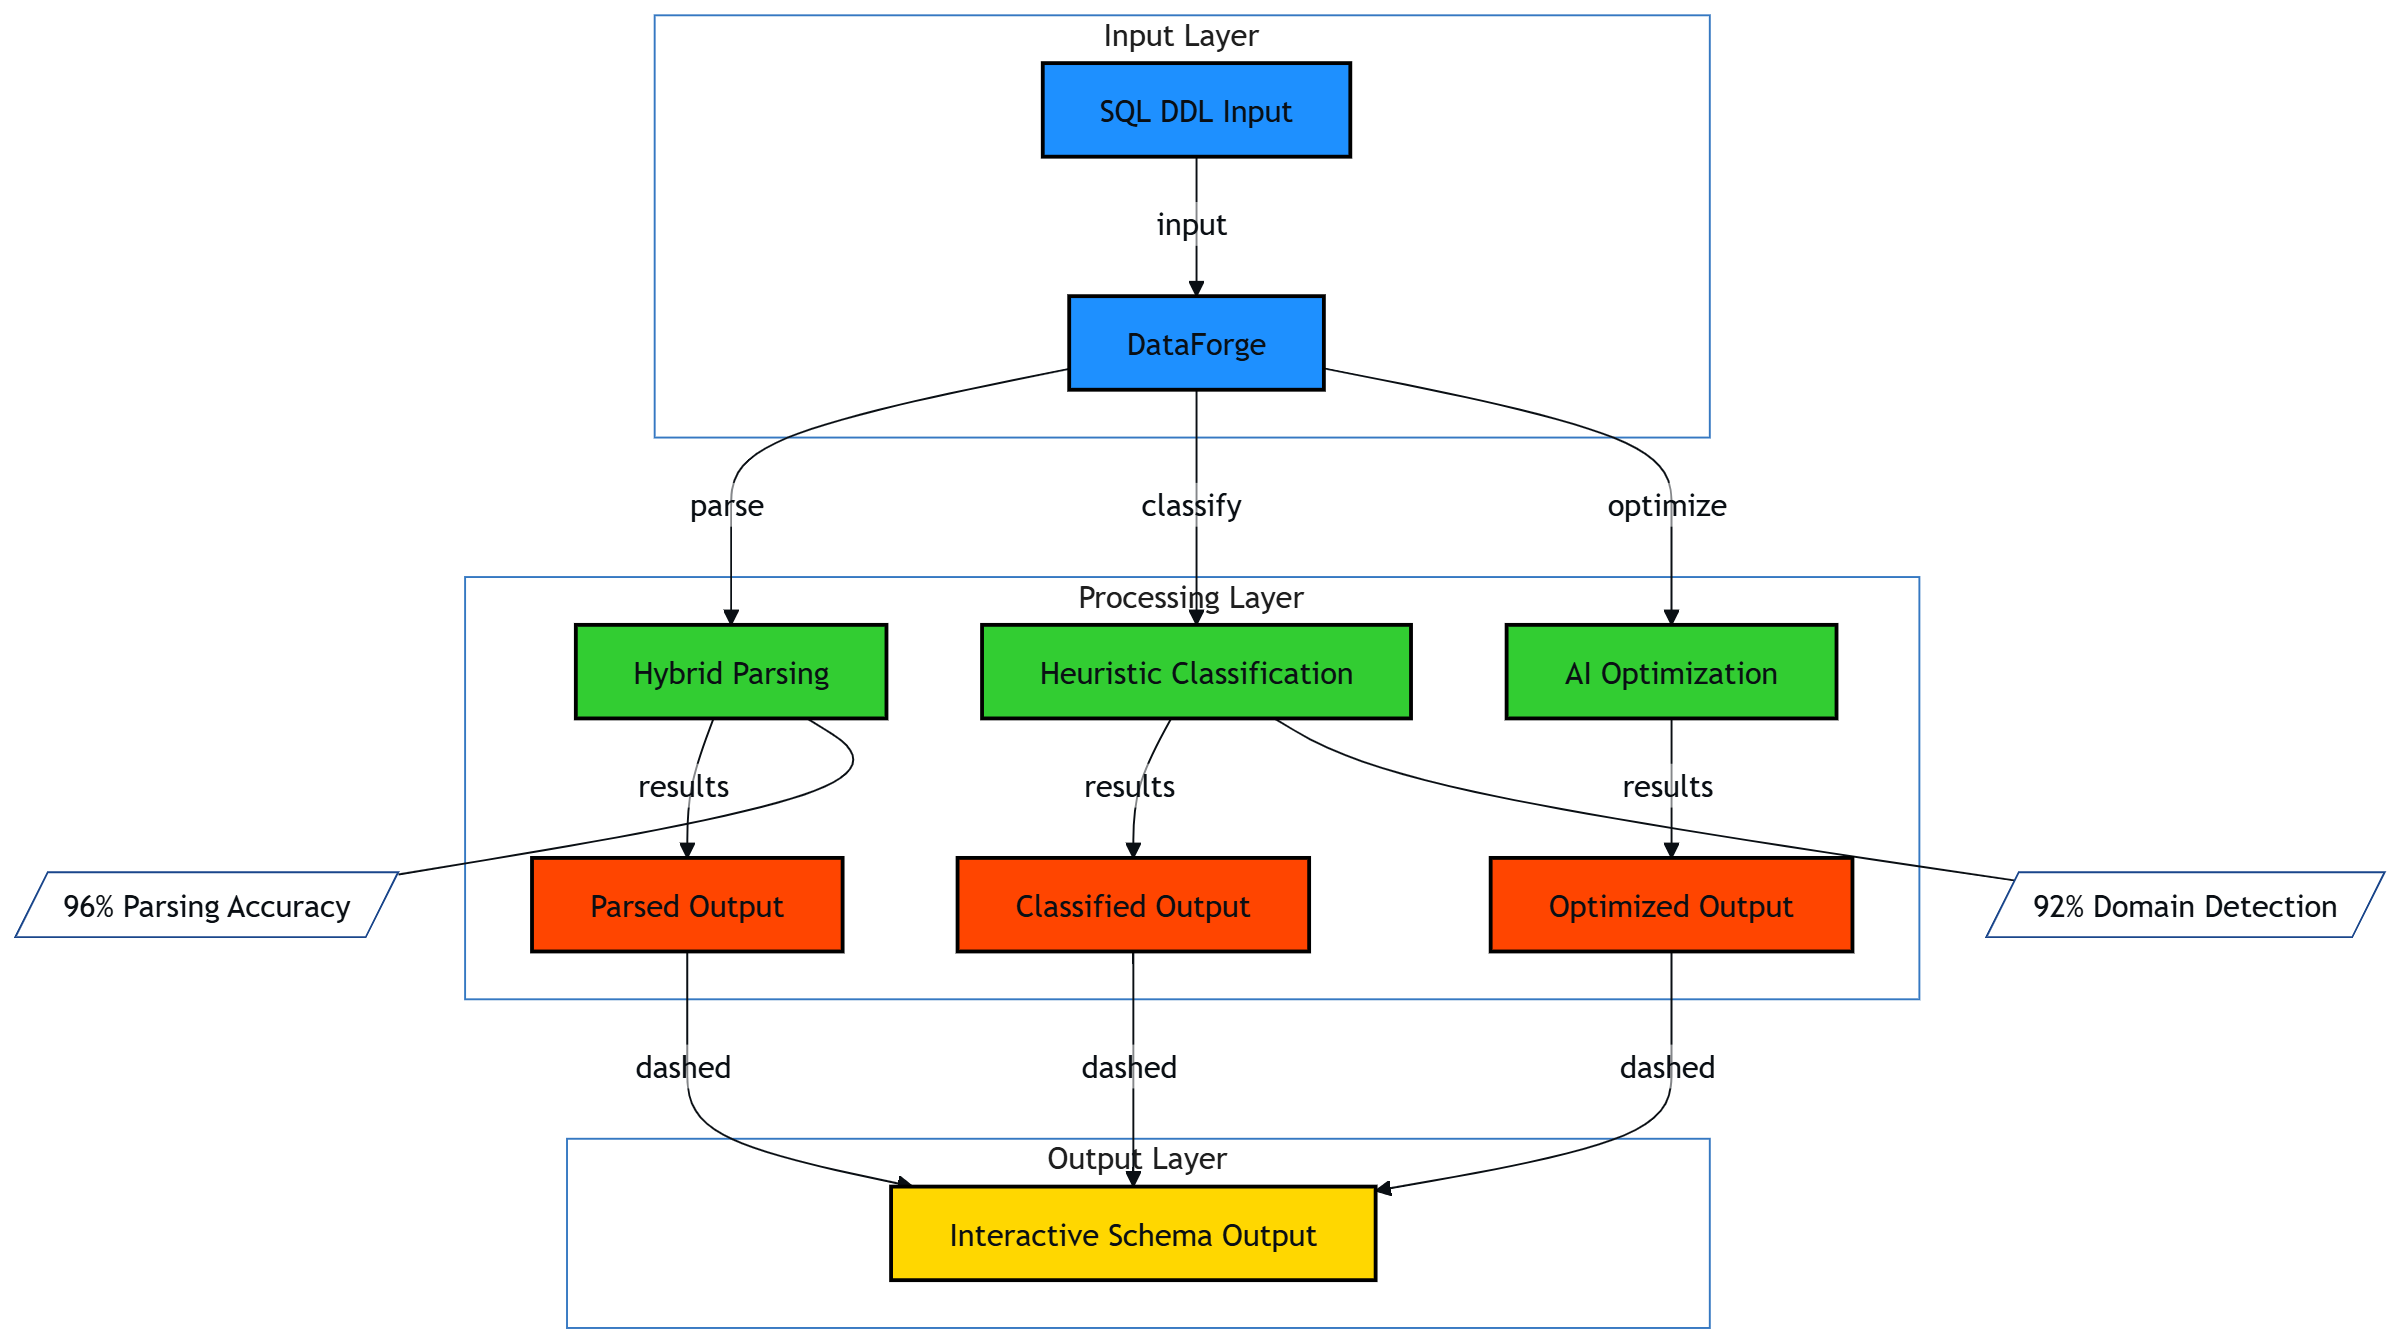 Input Layer
SQL DDL Input
input
DataForge
parse
classify
optimize
Processing Layer
Hybrid Parsing
Heuristic Classification
AI Optimization
results
results
results
96% Parsing Accuracy
Parsed Output
Classified Output
Optimized Output
92% Domain Detection
dashed
dashed
dashed
Output Layer
Interactive Schema Output